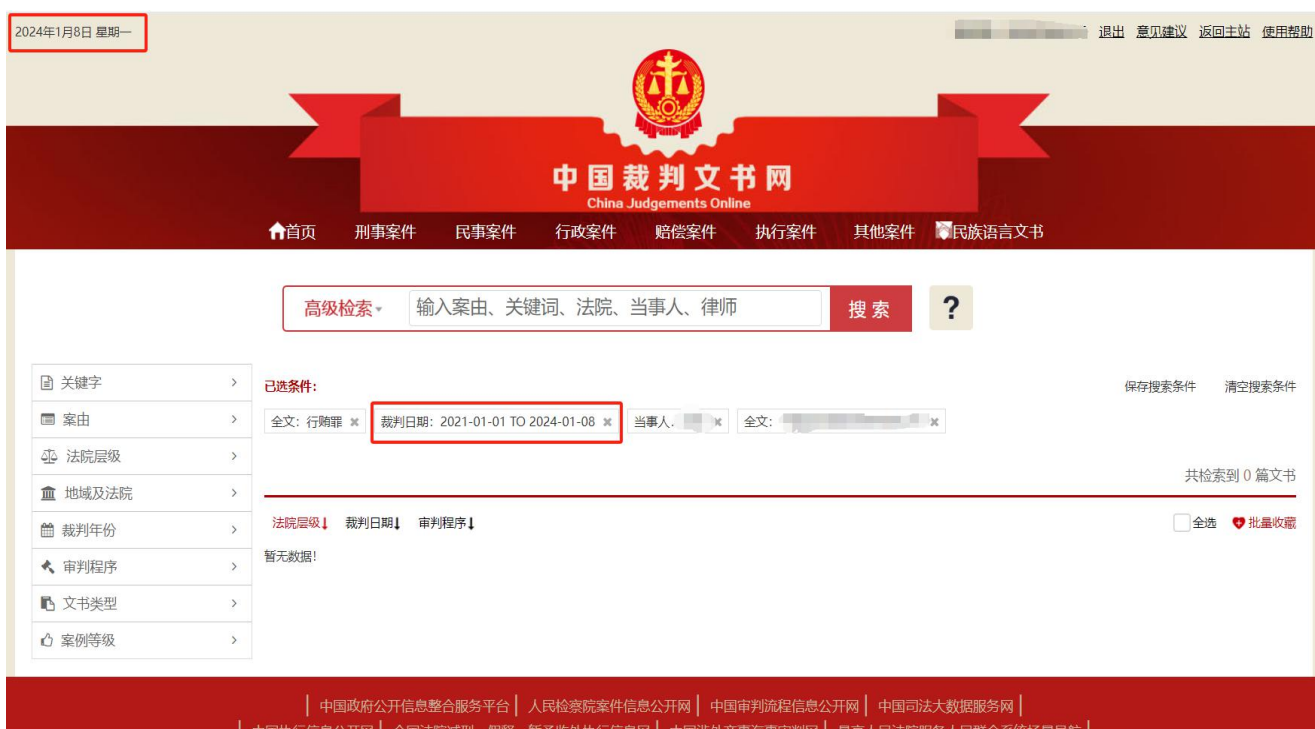 2024年1月8日 星期一
退出 意见建议 返回主站 使用帮助
中国裁判文书网
China Judgements Online
首页 刑事案件 民事案件 行政案件 赔偿案件 执行案件 其他案件 民族语言文书
高级检索 输入案由、关键词、法院、当事人、律师 搜索 ?
关键字
案由
法院层级
地域及法院
裁判年份
审判程序
文书类型
案例等级
已选条件: 保存搜索条件 清空搜索条件
全文: 行贿罪 × 裁判日期: 2021-01-01 TO 2024-01-08 × 当事人 × 全文: ×
共检索到 0 篇文书
法院层级 裁判日期 审判程序 全选 批量收藏
暂无数据!
中国政府公开信息整合服务平台 | 人民检察院案件信息公开网 | 中国审判流程信息公开网 | 中国司法大数据服务网 |